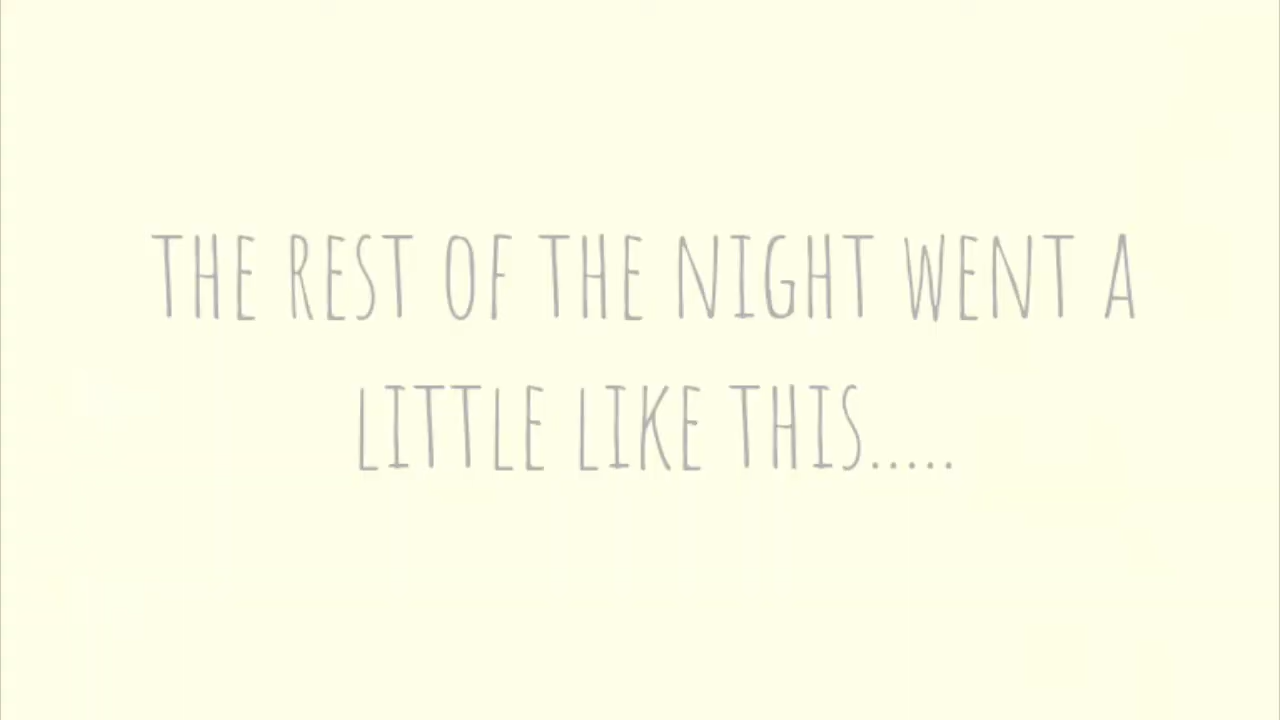 THE REST OF THE NIGHT WENT A
LITTLE LIKE THIS.....